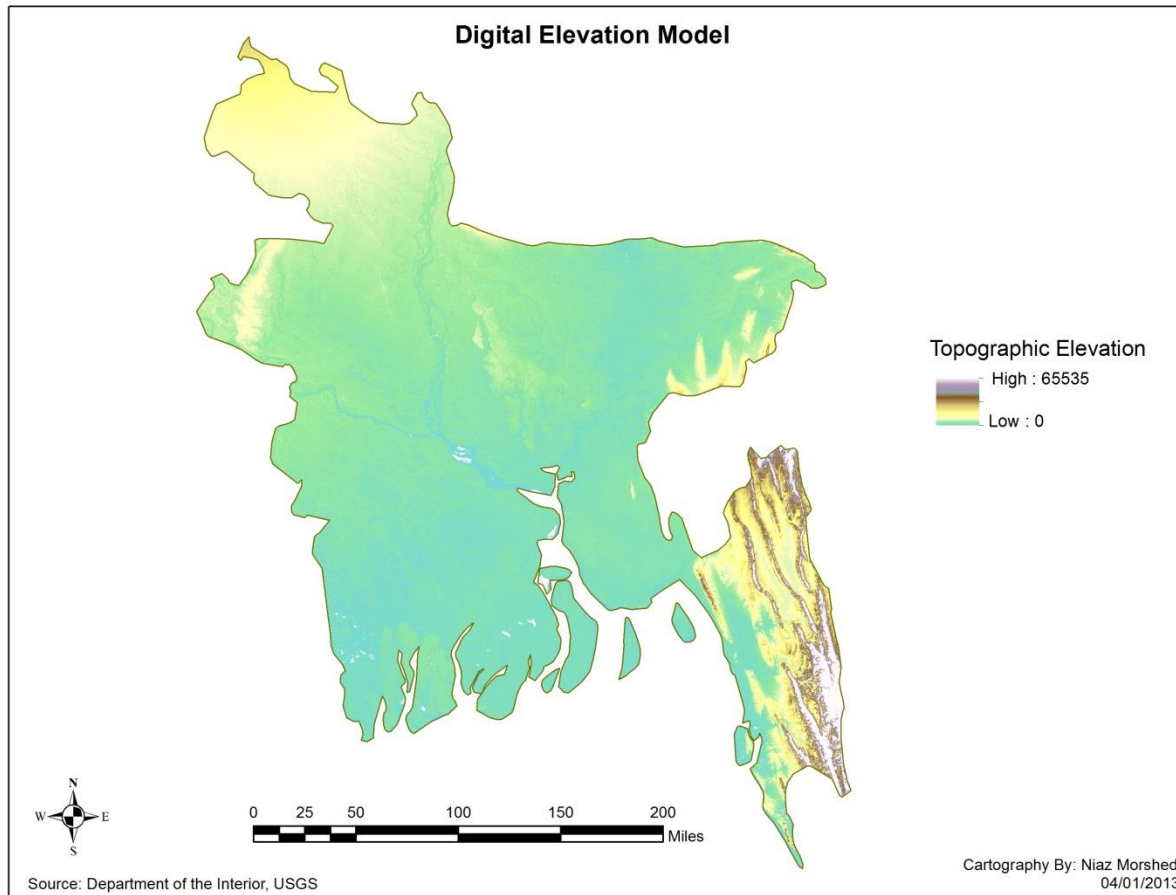 Digital Elevation Model
Topographic Elevation
High : 65535
Low : 0
N
W E
S
0 25 50 100 150 200
Miles
Source: Department of the Interior, USGS
Cartography By: Niaz Morshed
04/01/2013